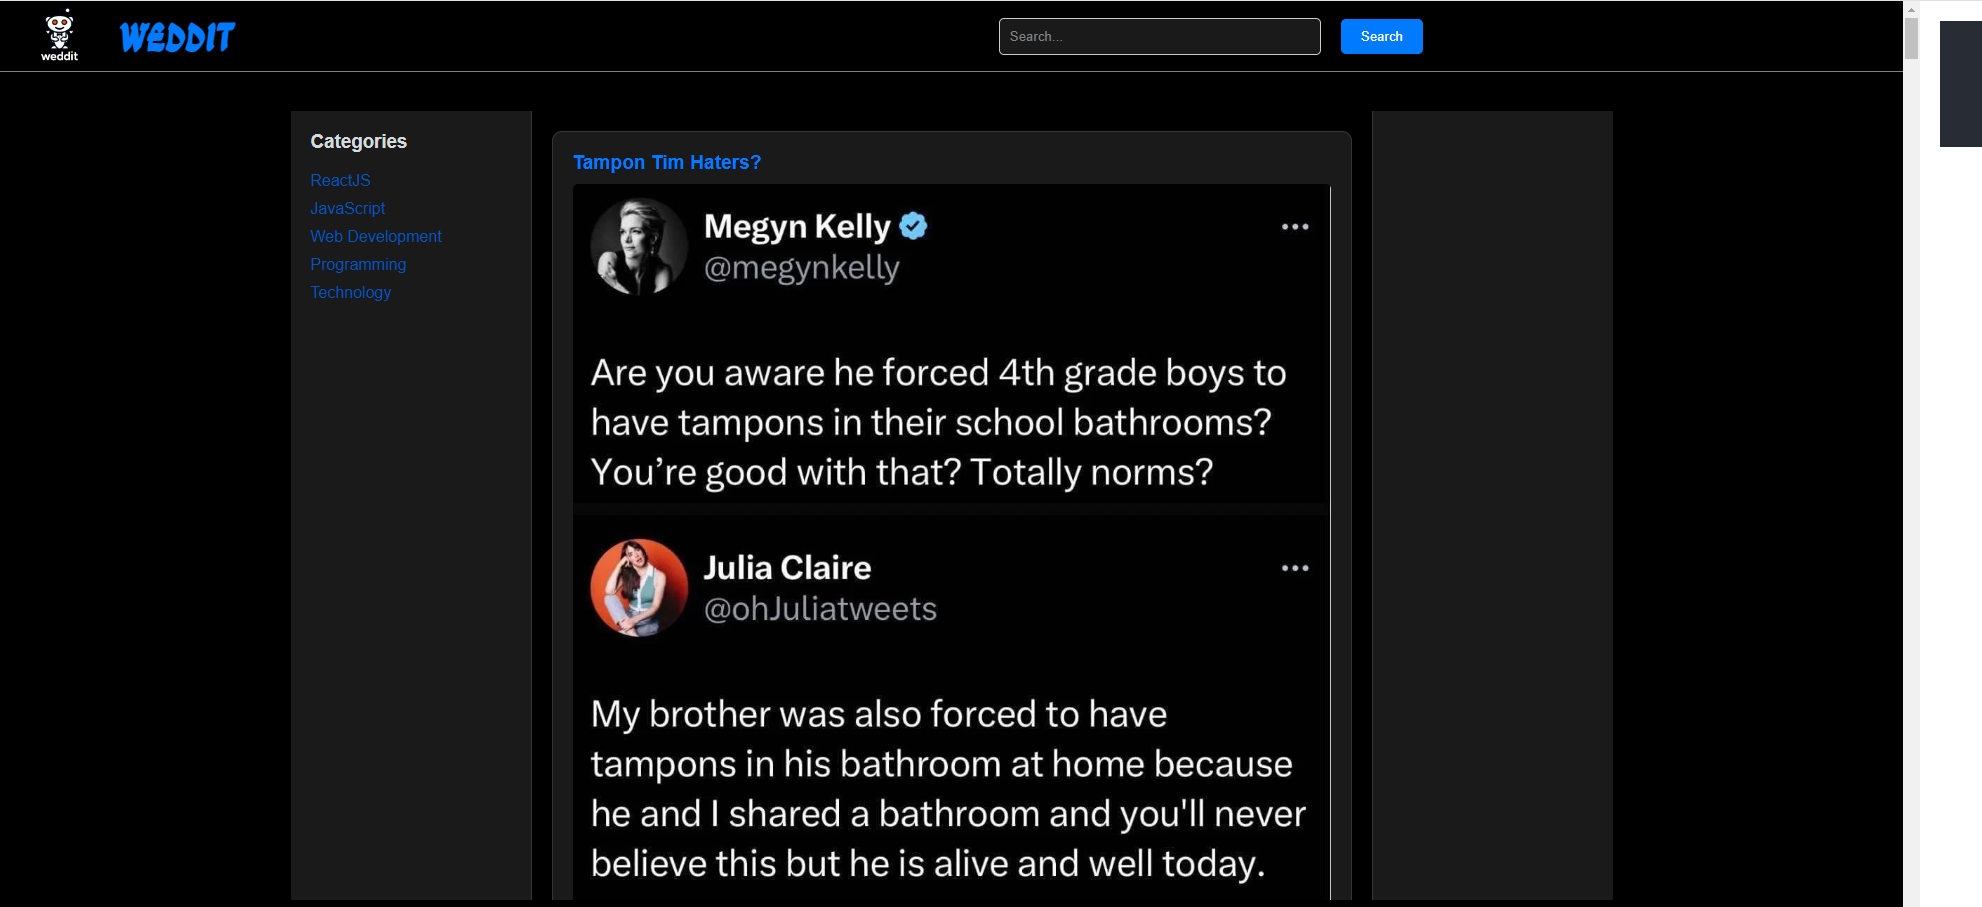 weddit
WEDDIT
Search...
Search
Categories
ReactJS
JavaScript
Web Development
Programming
Technology
Tampon Tim Haters?
Megyn Kelly
@megynkelly
Are you aware he forced 4th grade boys to
have tampons in their school bathrooms?
You’re good with that? Totally norms?
Julia Claire
@ohJuliatweets
My brother was also forced to have
tampons in his bathroom at home because
he and I shared a bathroom and you'll never
believe this but he is alive and well today.